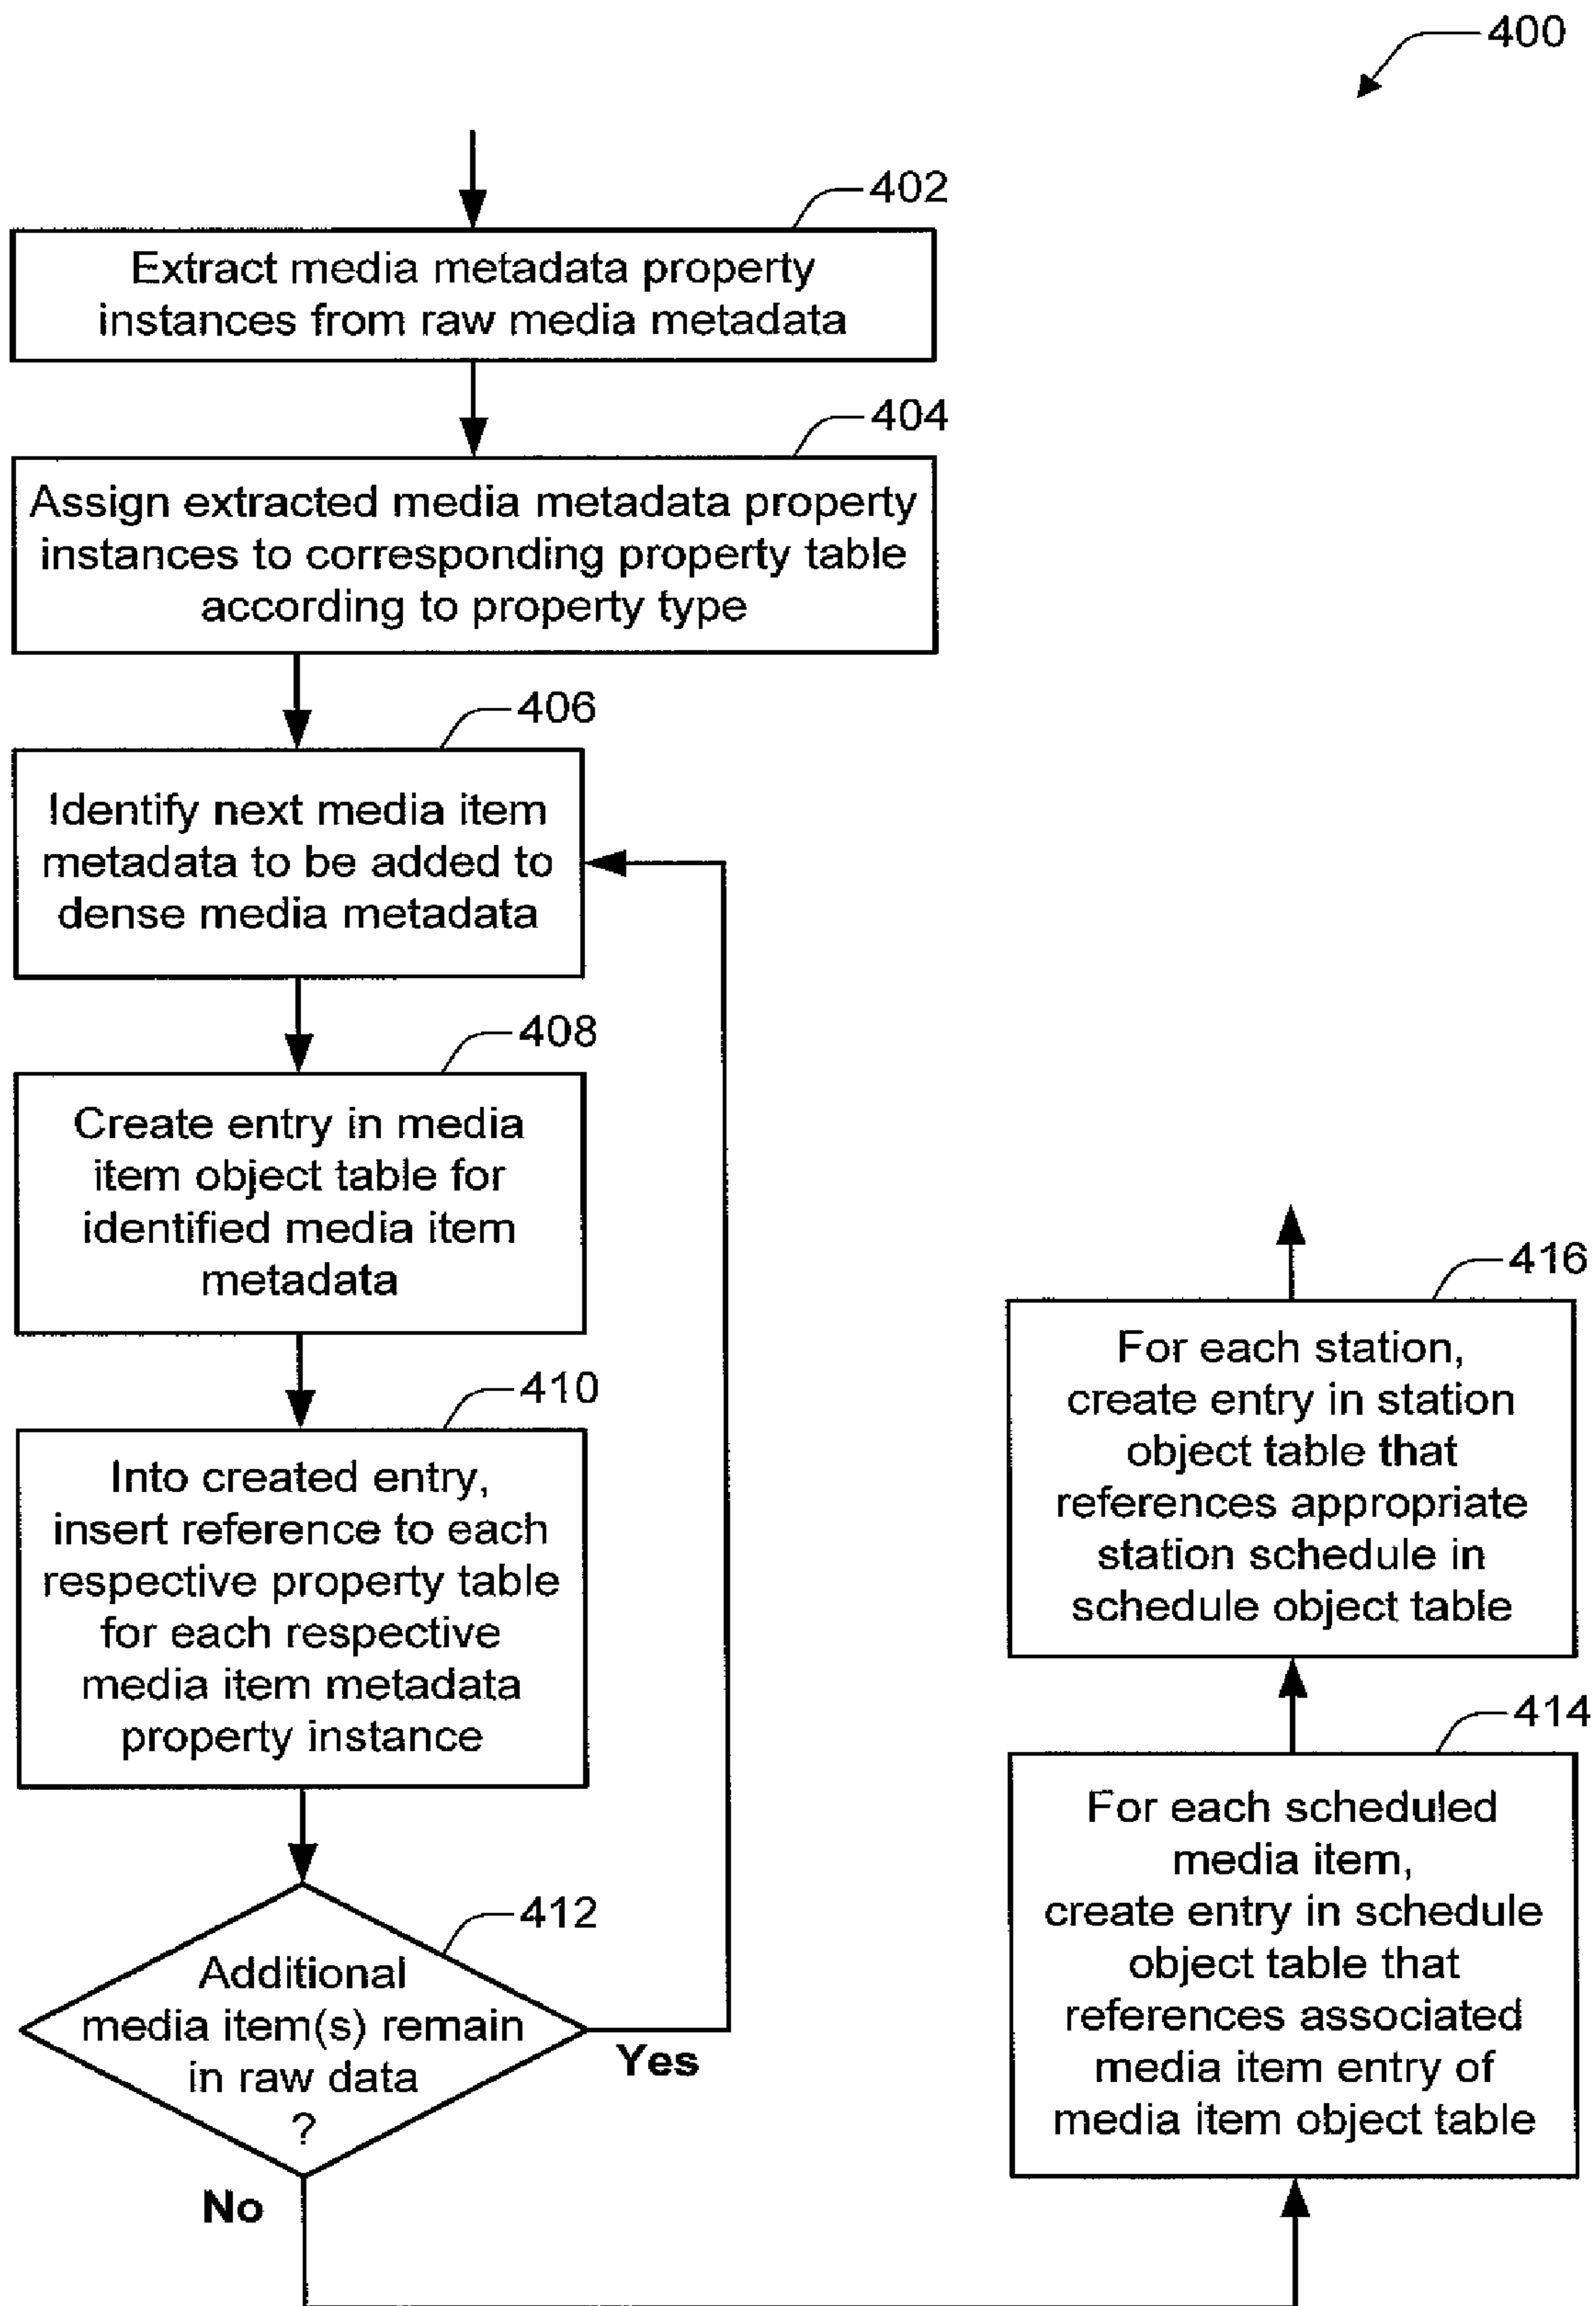 400
402
Extract media metadata property
instances from raw media metadata
404
Assign extracted media metadata property
instances to corresponding property table
according to property type
406
Identify next media item
metadata to be added to
dense media metadata
408
Create entry in media
item object table for
identified media item
metadata
410
Into created entry,
insert reference to each
respective property table
for each respective
media item metadata
property instance
412
Additional
media item(s) remain
in raw data
?
Yes
No
414
For each scheduled
media item,
create entry in schedule
object table that
references associated
media item entry of
media item object table
416
For each station,
create entry in station
object table that
references appropriate
station schedule in
schedule object table